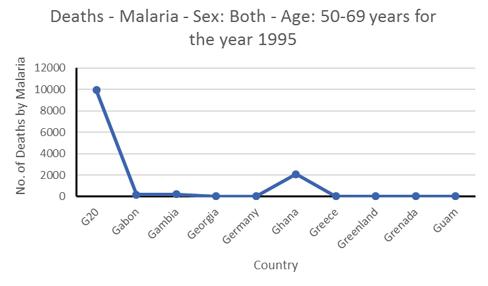 Deaths - Malaria - Sex: Both - Age: 50-69 years for
the year 1995
No. of Deaths by Malaria
12000
10000
8000
6000
4000
2000
0
G20
Gabon
Gambia
Georgia
Germany
Ghana
Greece
Greenland
Grenada
Guam
Country